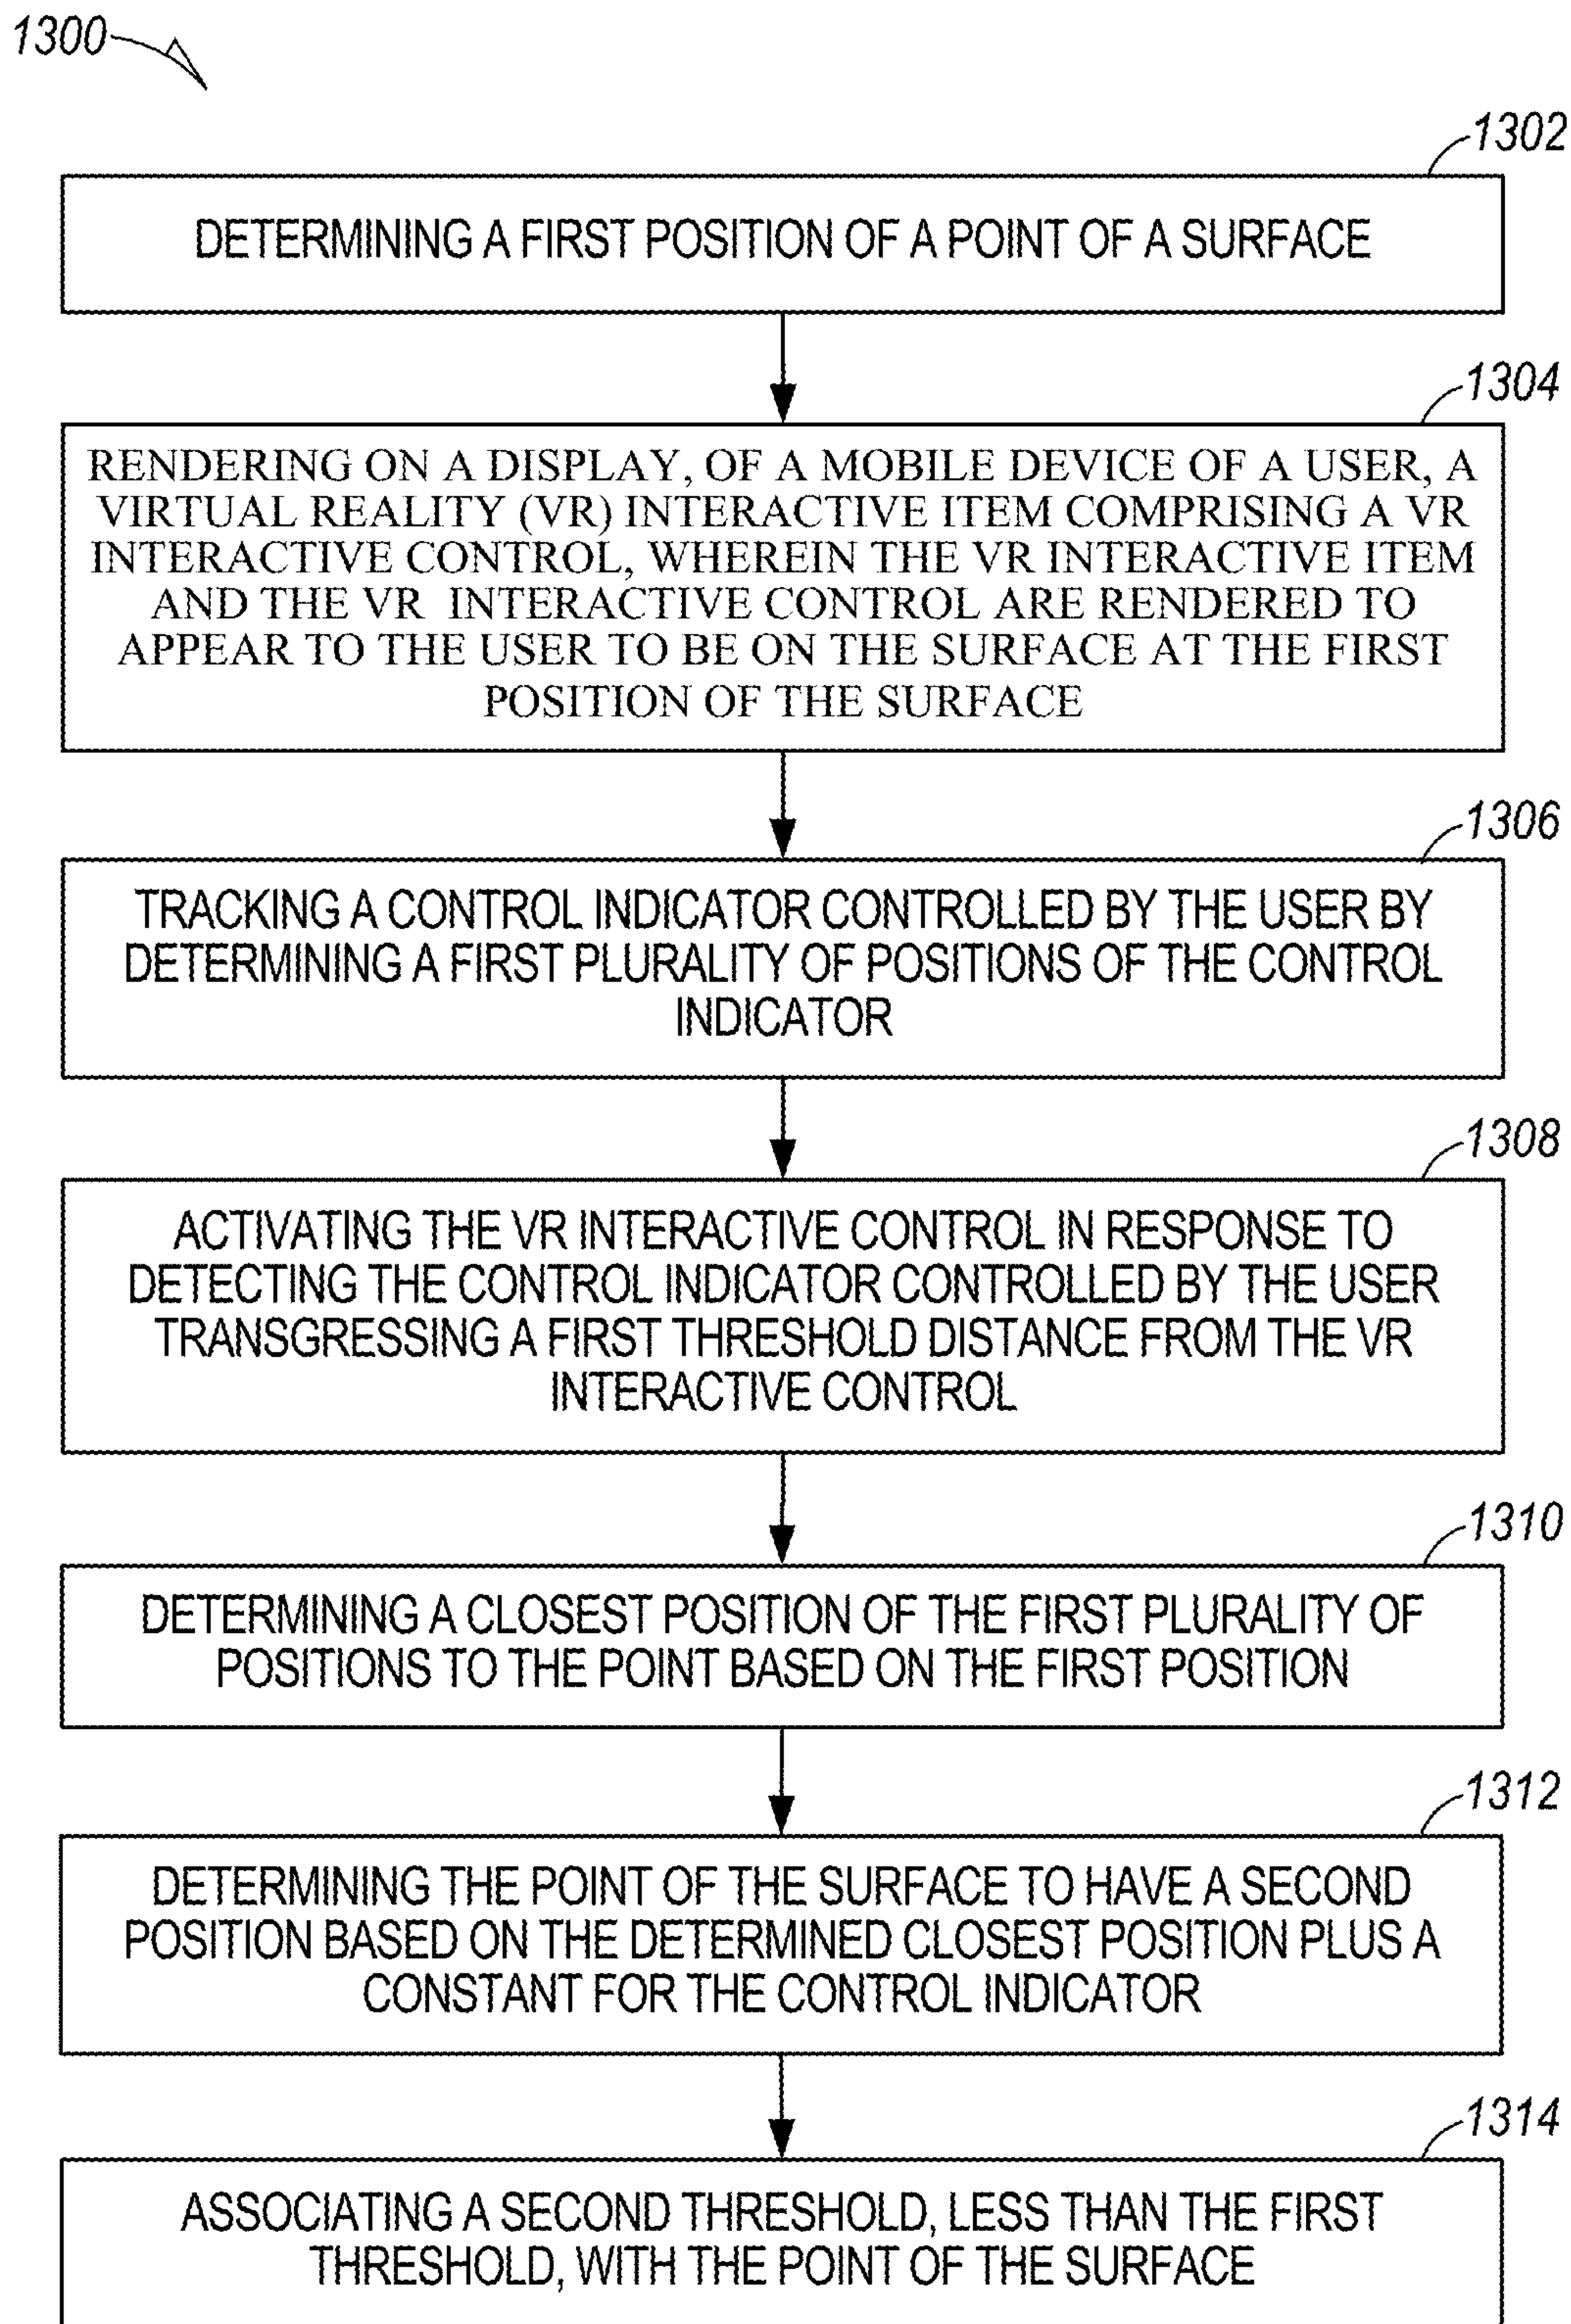 1300
1302
DETERMINING A FIRST POSITION OF A POINT OF A SURFACE
1304
RENDERING ON A DISPLAY, OF A MOBILE DEVICE OF A USER, A
VIRTUAL REALITY (VR) INTERACTIVE ITEM COMPRISING A VR
INTERACTIVE CONTROL, WHEREIN THE VR INTERACTIVE ITEM
AND THE VR INTERACTIVE CONTROL ARE RENDERED TO
APPEAR TO THE USER TO BE ON THE SURFACE AT THE FIRST
POSITION OF THE SURFACE
1306
TRACKING A CONTROL INDICATOR CONTROLLED BY THE USER BY
DETERMINING A FIRST PLURALITY OF POSITIONS OF THE CONTROL
INDICATOR
1308
ACTIVATING THE VR INTERACTIVE CONTROL IN RESPONSE TO
DETECTING THE CONTROL INDICATOR CONTROLLED BY THE USER
TRANSGRESSING A FIRST THRESHOLD DISTANCE FROM THE VR
INTERACTIVE CONTROL
1310
DETERMINING A CLOSEST POSITION OF THE FIRST PLURALITY OF
POSITIONS TO THE POINT BASED ON THE FIRST POSITION
1312
DETERMINING THE POINT OF THE SURFACE TO HAVE A SECOND
POSITION BASED ON THE DETERMINED CLOSEST POSITION PLUS A
CONSTANT FOR THE CONTROL INDICATOR
1314
ASSOCIATING A SECOND THRESHOLD, LESS THAN THE FIRST
THRESHOLD, WITH THE POINT OF THE SURFACE